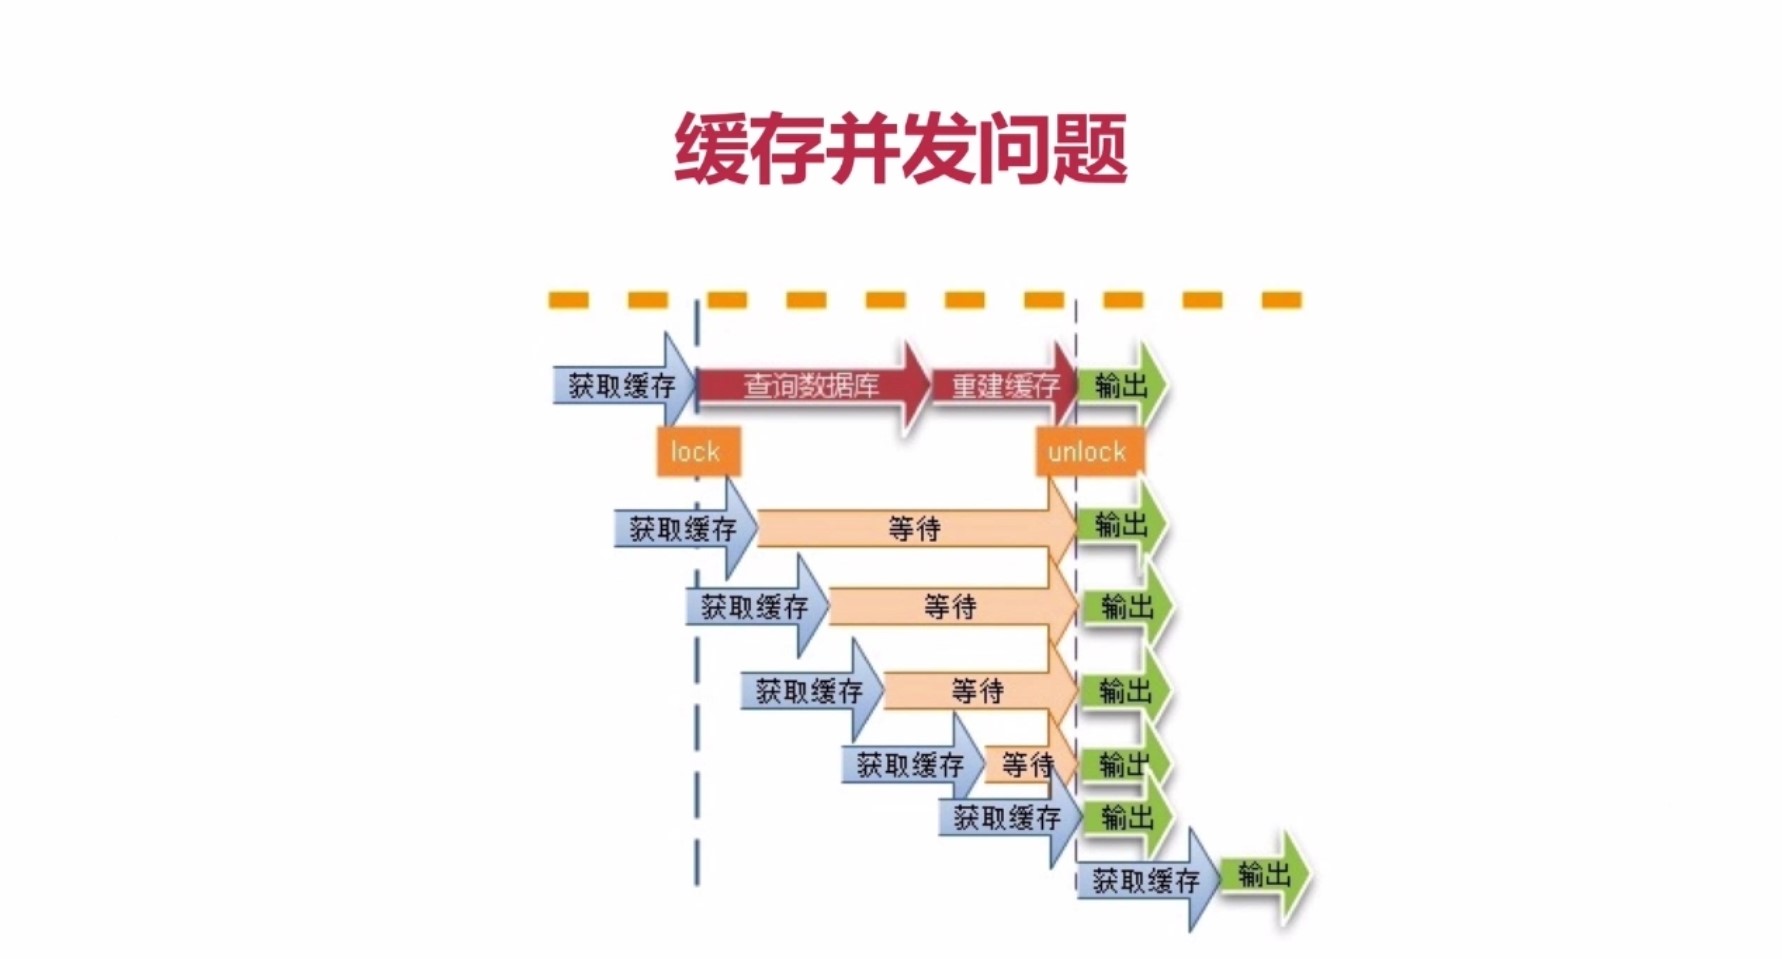 缓存并发问题
获取缓存 查询数据库 重建缓存 输出
lock unlock
获取缓存 等待 输出
获取缓存 等待 输出
获取缓存 等待 输出
获取缓存 等待 输出
获取缓存 输出
获取缓存 输出